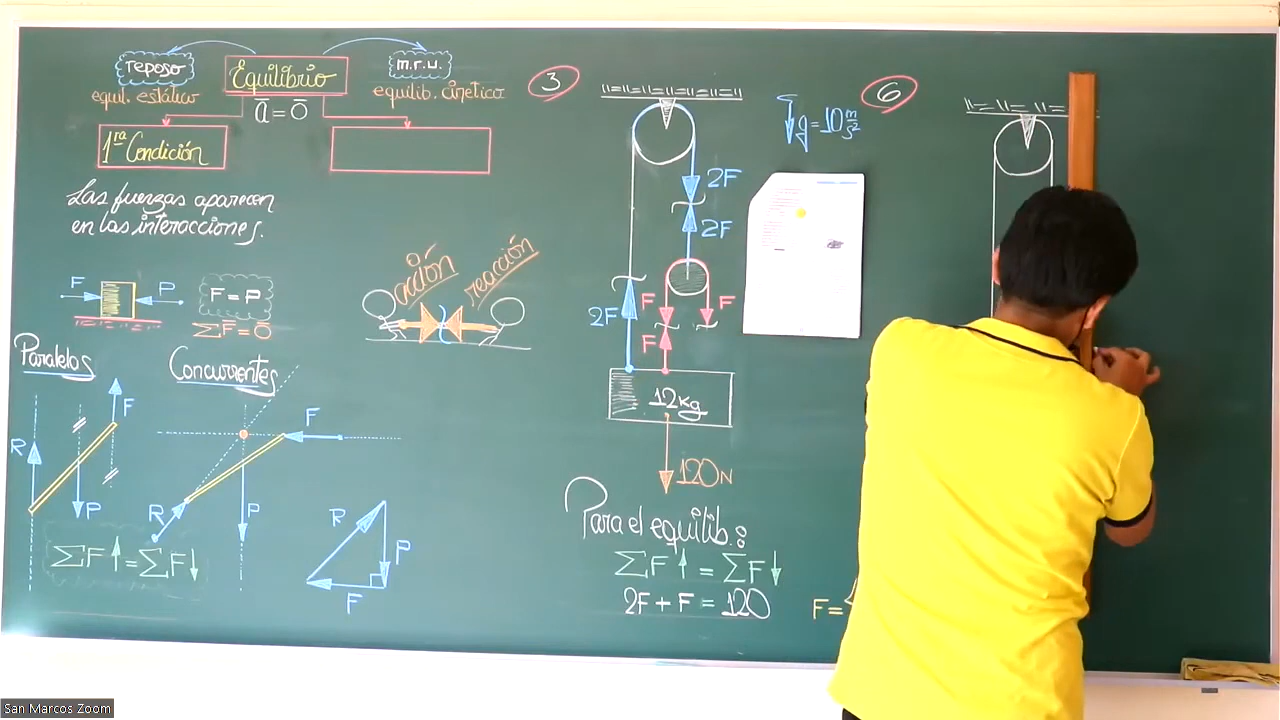 reposo
Equilibrio
m.r.u.
equil. estático
equilib. cinético
a̅ = 0̅
1ra Condición
Las fuerzas aparecen
en las interacciones.
F
P
F = P
ΣF = 0̅
acción
reacción
Paralelos
Concurrentes
F
R
P
ΣF↑ = ΣF↓
F
R
P
R
P
F
3
2F
2F
2F
F
F
F
12kg
120N
Para el equilib.:
ΣF↑ = ΣF↓
2F + F = 120
F =
g = 10 m/s²
6
San Marcos Zoom